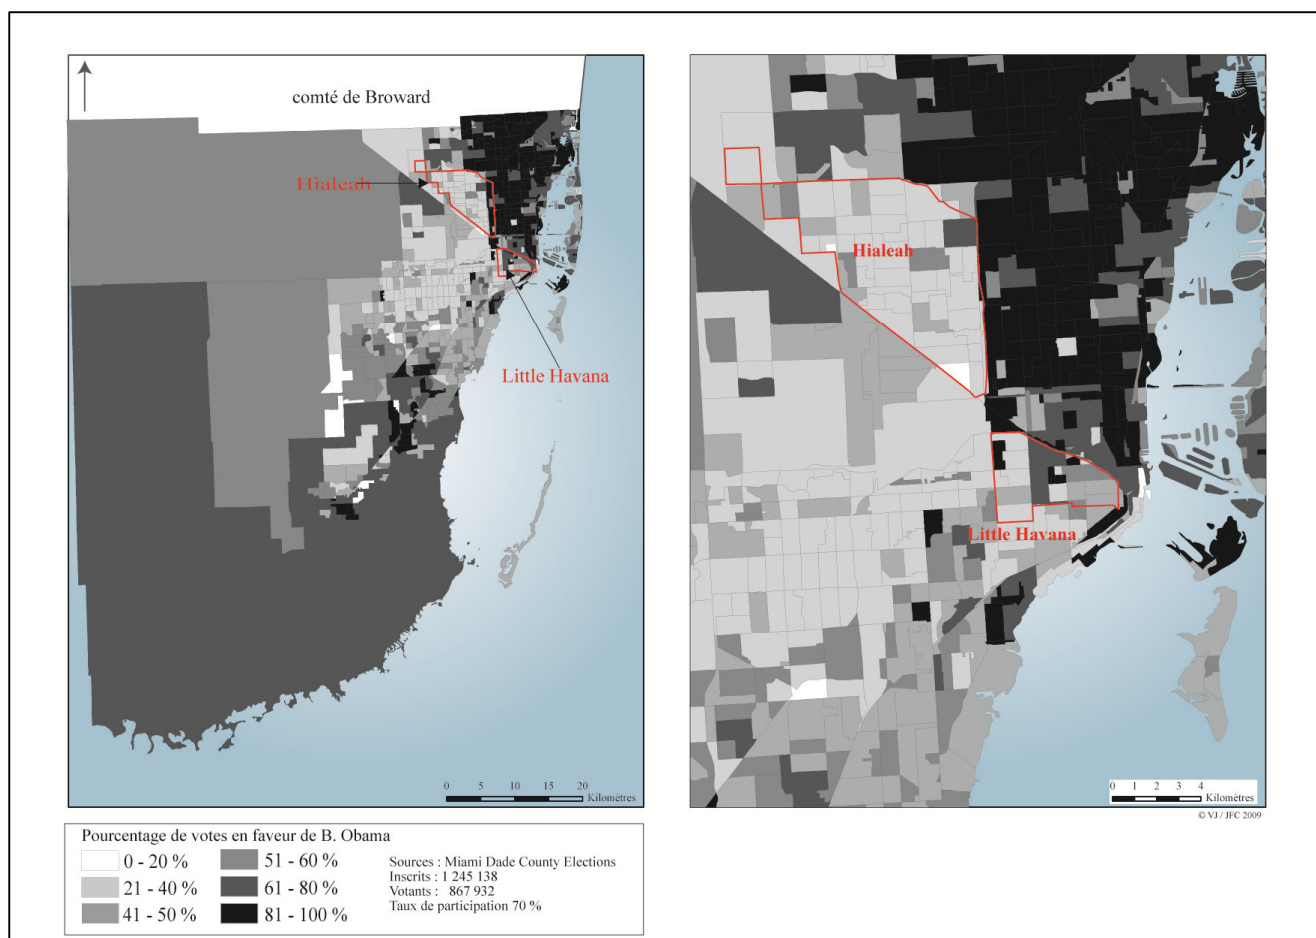 comté de Broward
Hialeah
Little Havana
0 5 10 20
Kilomètres
Hialeah
Little Havana
0 1 2 3 4
Kilomètres
© VJ / JFC 2009
Pourcentage de votes en faveur de B. Obama
0 - 20 %
21 - 40 %
41 - 50 %
51 - 60 %
61 - 80 %
81 - 100 %
Sources : Miami Dade County Elections
Inscrits : 1 245 138
Votants : 867 932
Taux de participation 70 %